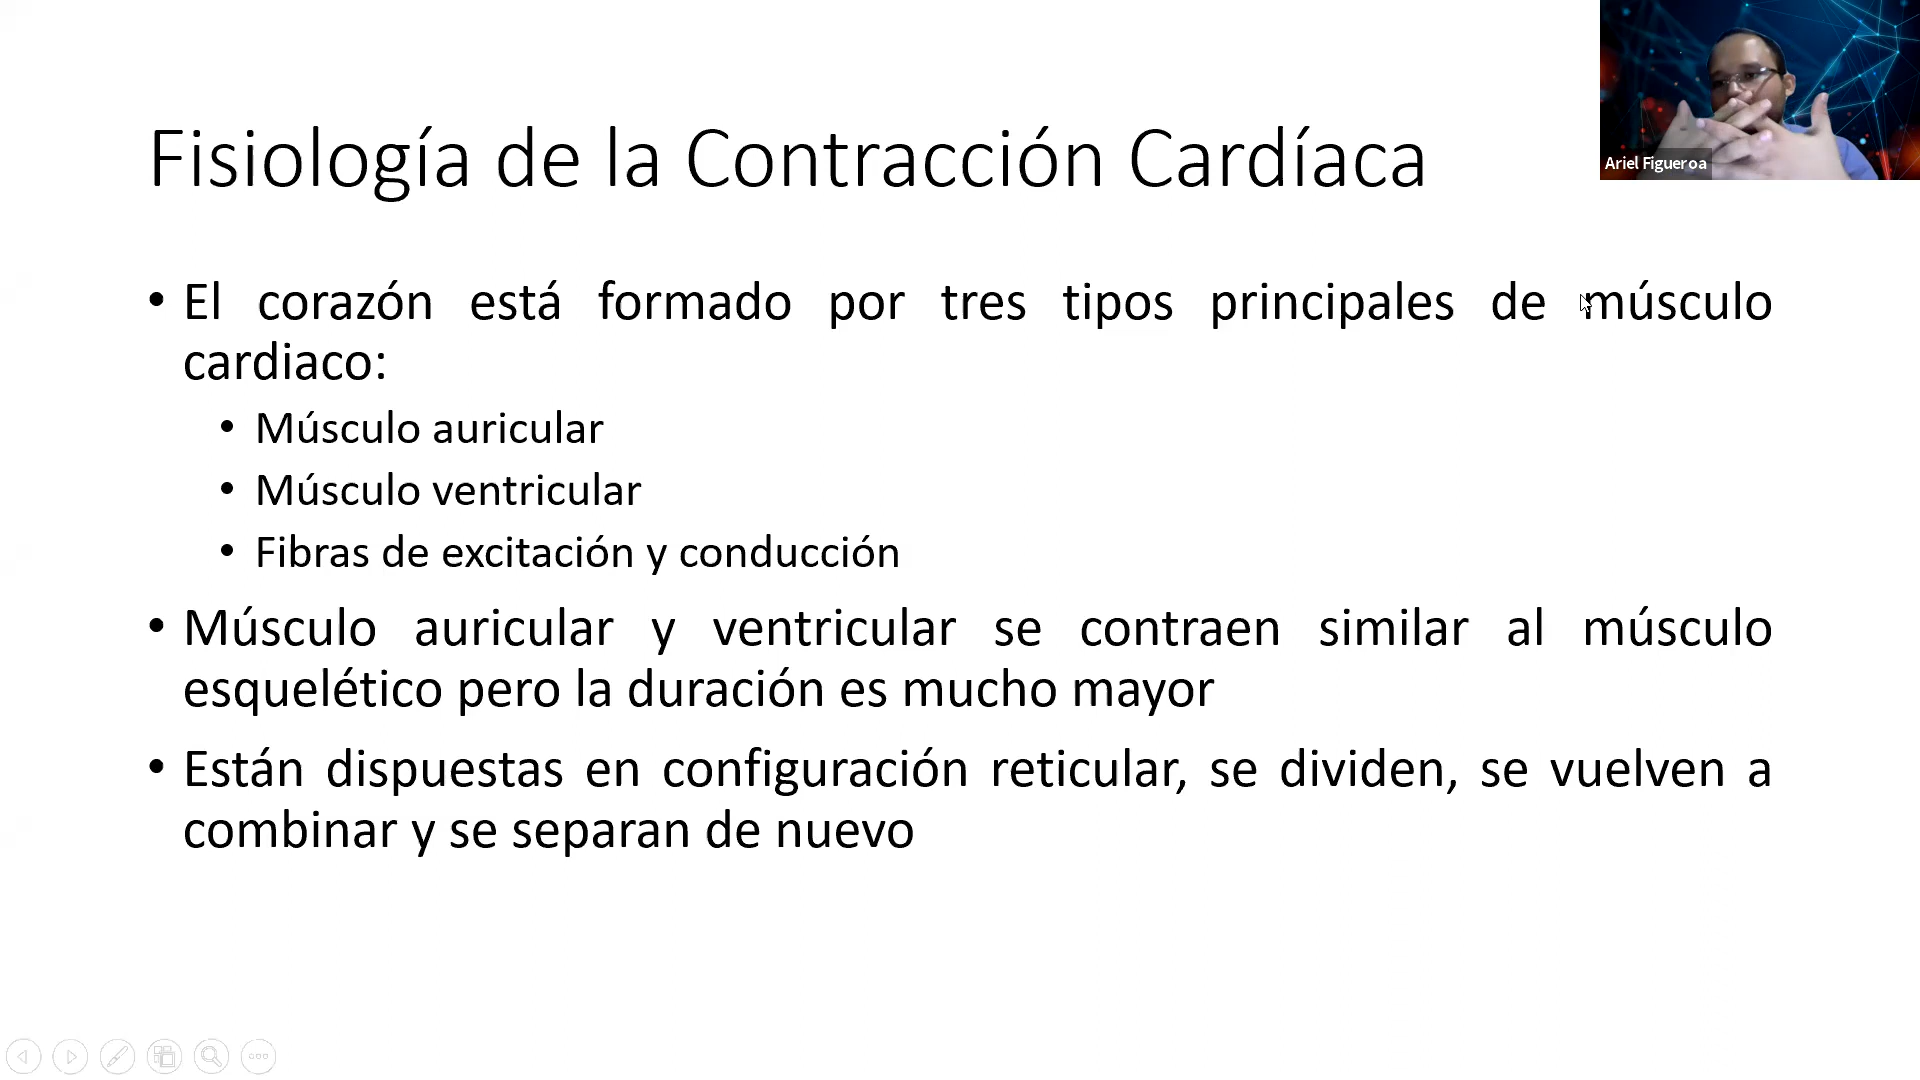 Fisiología de la Contracción Cardíaca
Ariel Figueroa
• El corazón está formado por tres tipos principales de músculo
cardiaco:
• Músculo auricular
• Músculo ventricular
• Fibras de excitación y conducción
• Músculo auricular y ventricular se contraen similar al músculo
esquelético pero la duración es mucho mayor
• Están dispuestas en configuración reticular, se dividen, se vuelven a
combinar y se separan de nuevo